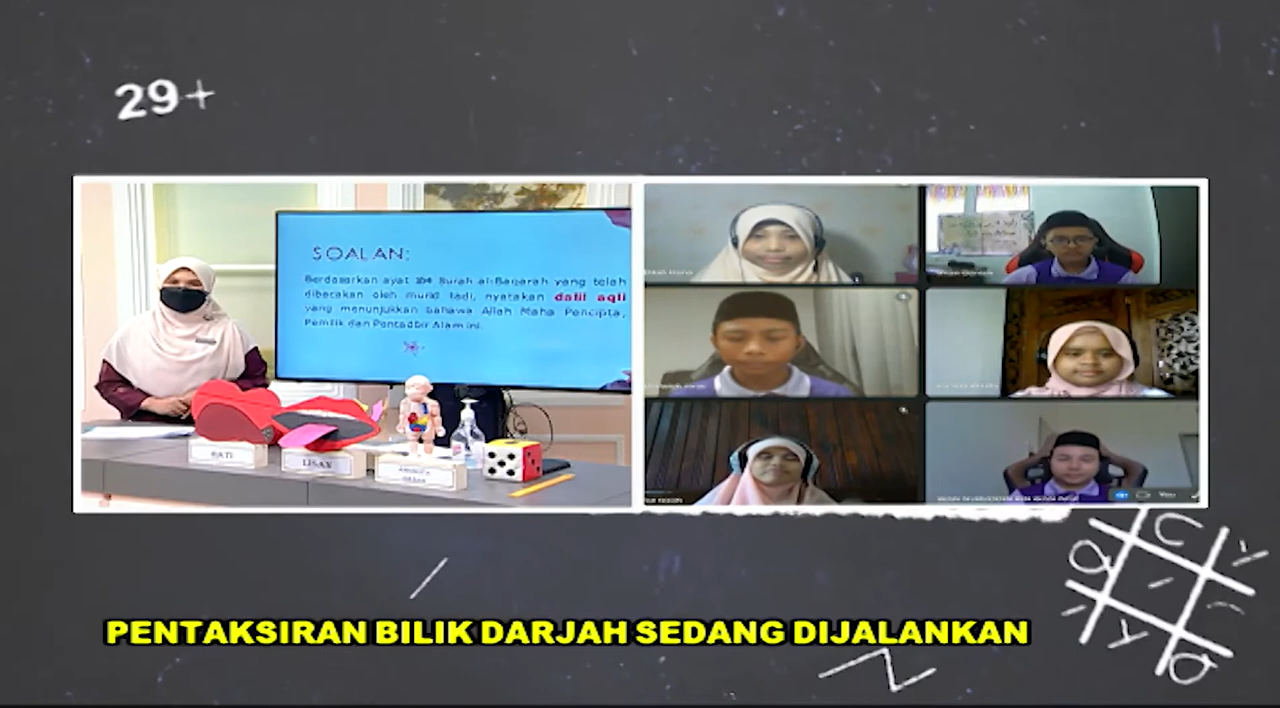 29+
SOALAN:
Berdasarkan ayat 164 Surah al-Baqarah yang telah
dibacakan oleh murid tadi, nyatakan dalil aqli
yang menunjukkan bahawa Allah Maha Pencipta,
Pemilik dan Pentadbir Alam ini.
HATI
LISAN
ANGGOTA
PENTAKSIRAN BILIK DARJAH SEDANG DIJALANKAN